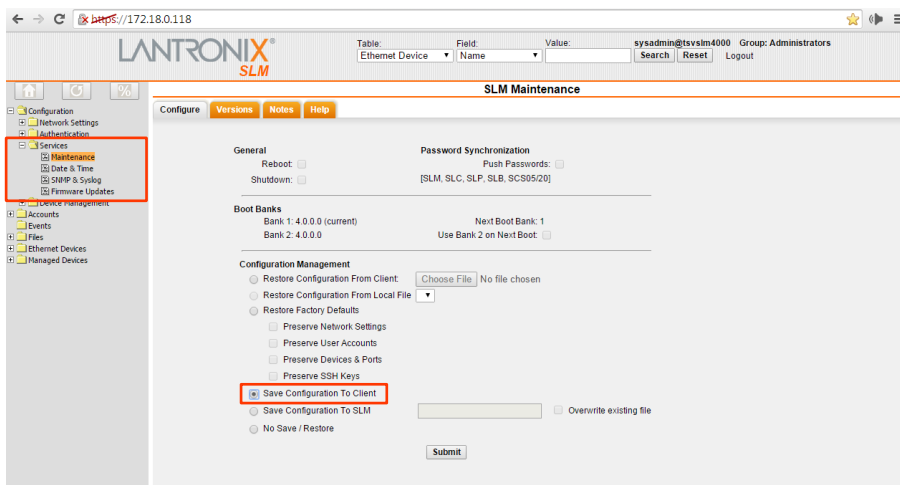 https://172.18.0.118
LANTRONIX®
SLM
Table: Field: Value: sysadmin@tsvslm4000 Group: Administrators
Ethernet Device Name Search Reset Logout
SLM Maintenance
Configure Versions Notes Help
Configuration
Network Settings
Authentication
Services
Maintenance
Date & Time
SNMP & Syslog
Firmware Updates
Device Management
Accounts
Events
Files
Ethernet Devices
Managed Devices
General Password Synchronization
Reboot: Push Passwords:
Shutdown: [SLM, SLC, SLP, SLB, SCS05/20]
Boot Banks
Bank 1: 4.0.0.0 (current) Next Boot Bank: 1
Bank 2: 4.0.0.0 Use Bank 2 on Next Boot:
Configuration Management
Restore Configuration From Client: Choose File No file chosen
Restore Configuration From Local File
Restore Factory Defaults
Preserve Network Settings
Preserve User Accounts
Preserve Devices & Ports
Preserve SSH Keys
Save Configuration To Client
Save Configuration To SLM Overwrite existing file
No Save / Restore
Submit